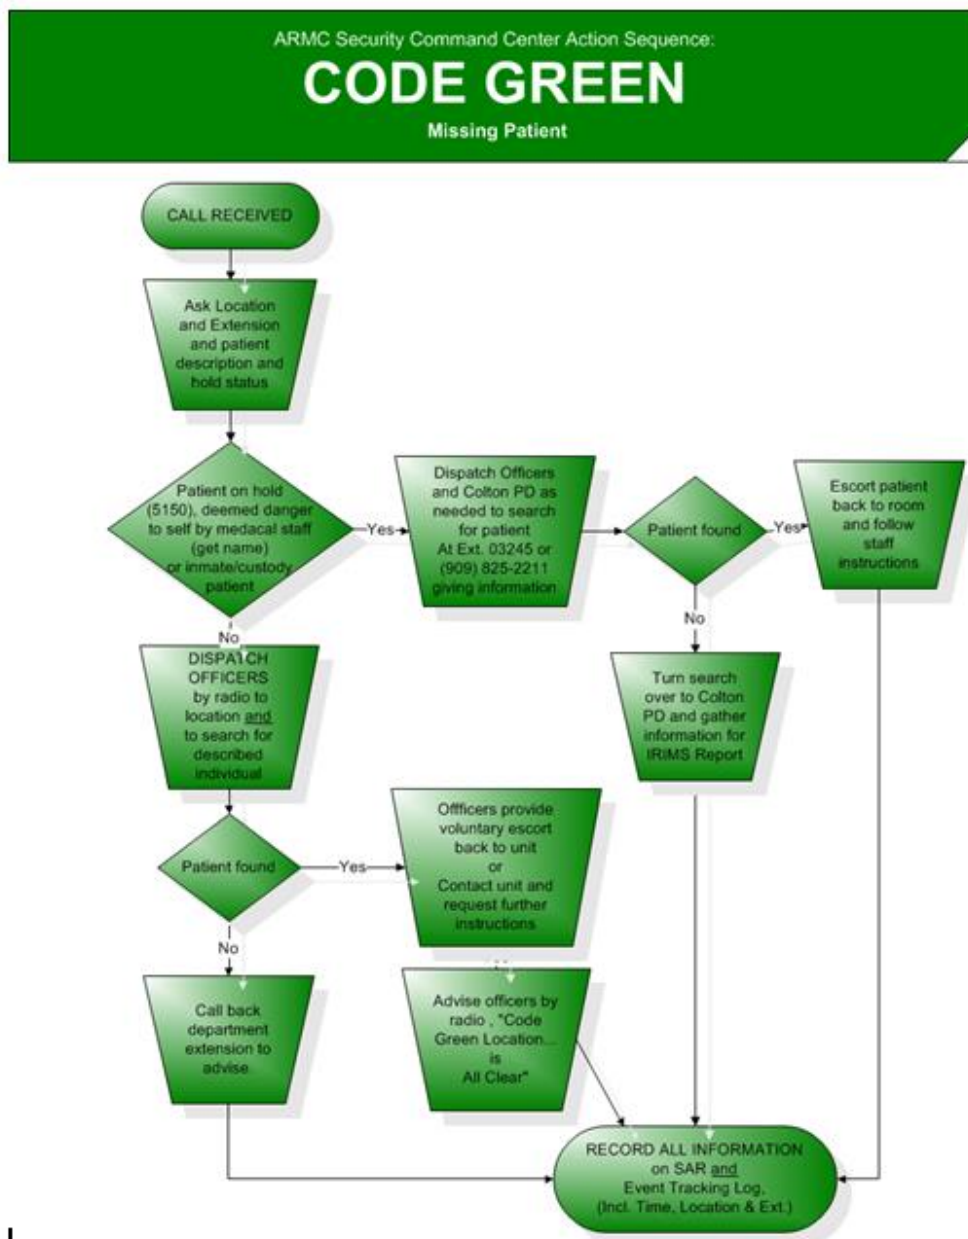 ARMC Security Command Center Action Sequence:
CODE GREEN
Missing Patient
CALL RECEIVED
Ask Location
and Extension
and patient
description and
hold status
Patient on hold
(5150), deemed danger
to self by medacal staff
(get name)
or inmate/custody
patient
Yes
Dispatch Officers
and Colton PD as
needed to search
for patient
At Ext. 03245 or
(909) 825-2211
giving information
Patient found
Yes
Escort patient
back to room
and follow
staff
instructions
No
Turn search
over to Colton
PD and gather
information for
IRIMS Report
No
DISPATCH
OFFICERS
by radio to
location and
to search for
described
individual
Patient found
Yes
Offficers provide
voluntary escort
back to unit
or
Contact unit and
request further
instructions
No
Call back
department
extension to
advise.
Advise officers by
radio , "Code
Green Location...
is
All Clear"
RECORD ALL INFORMATION
on SAR and
Event Tracking Log,
(Incl. Time, Location & Ext.)